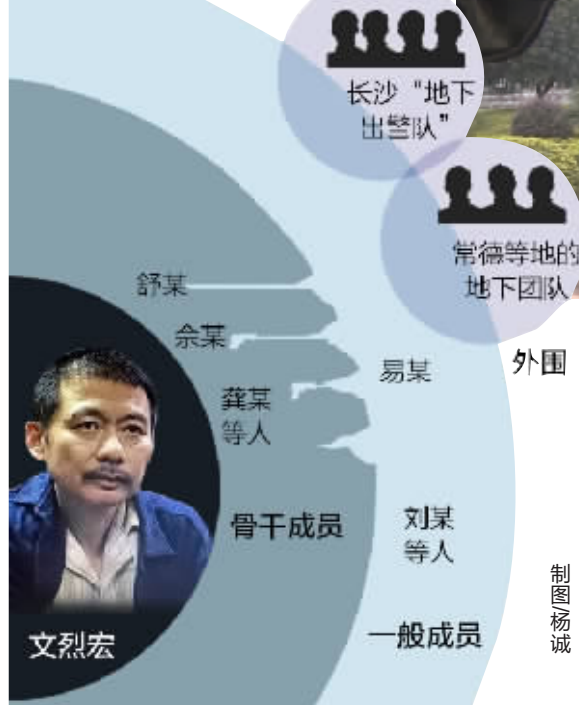 长沙“地下
出警队”
常德等地的
地下团队
外围
舒某
佘某
龚某
等人
易某
骨干成员
刘某
等人
一般成员
文烈宏
制图/杨诚